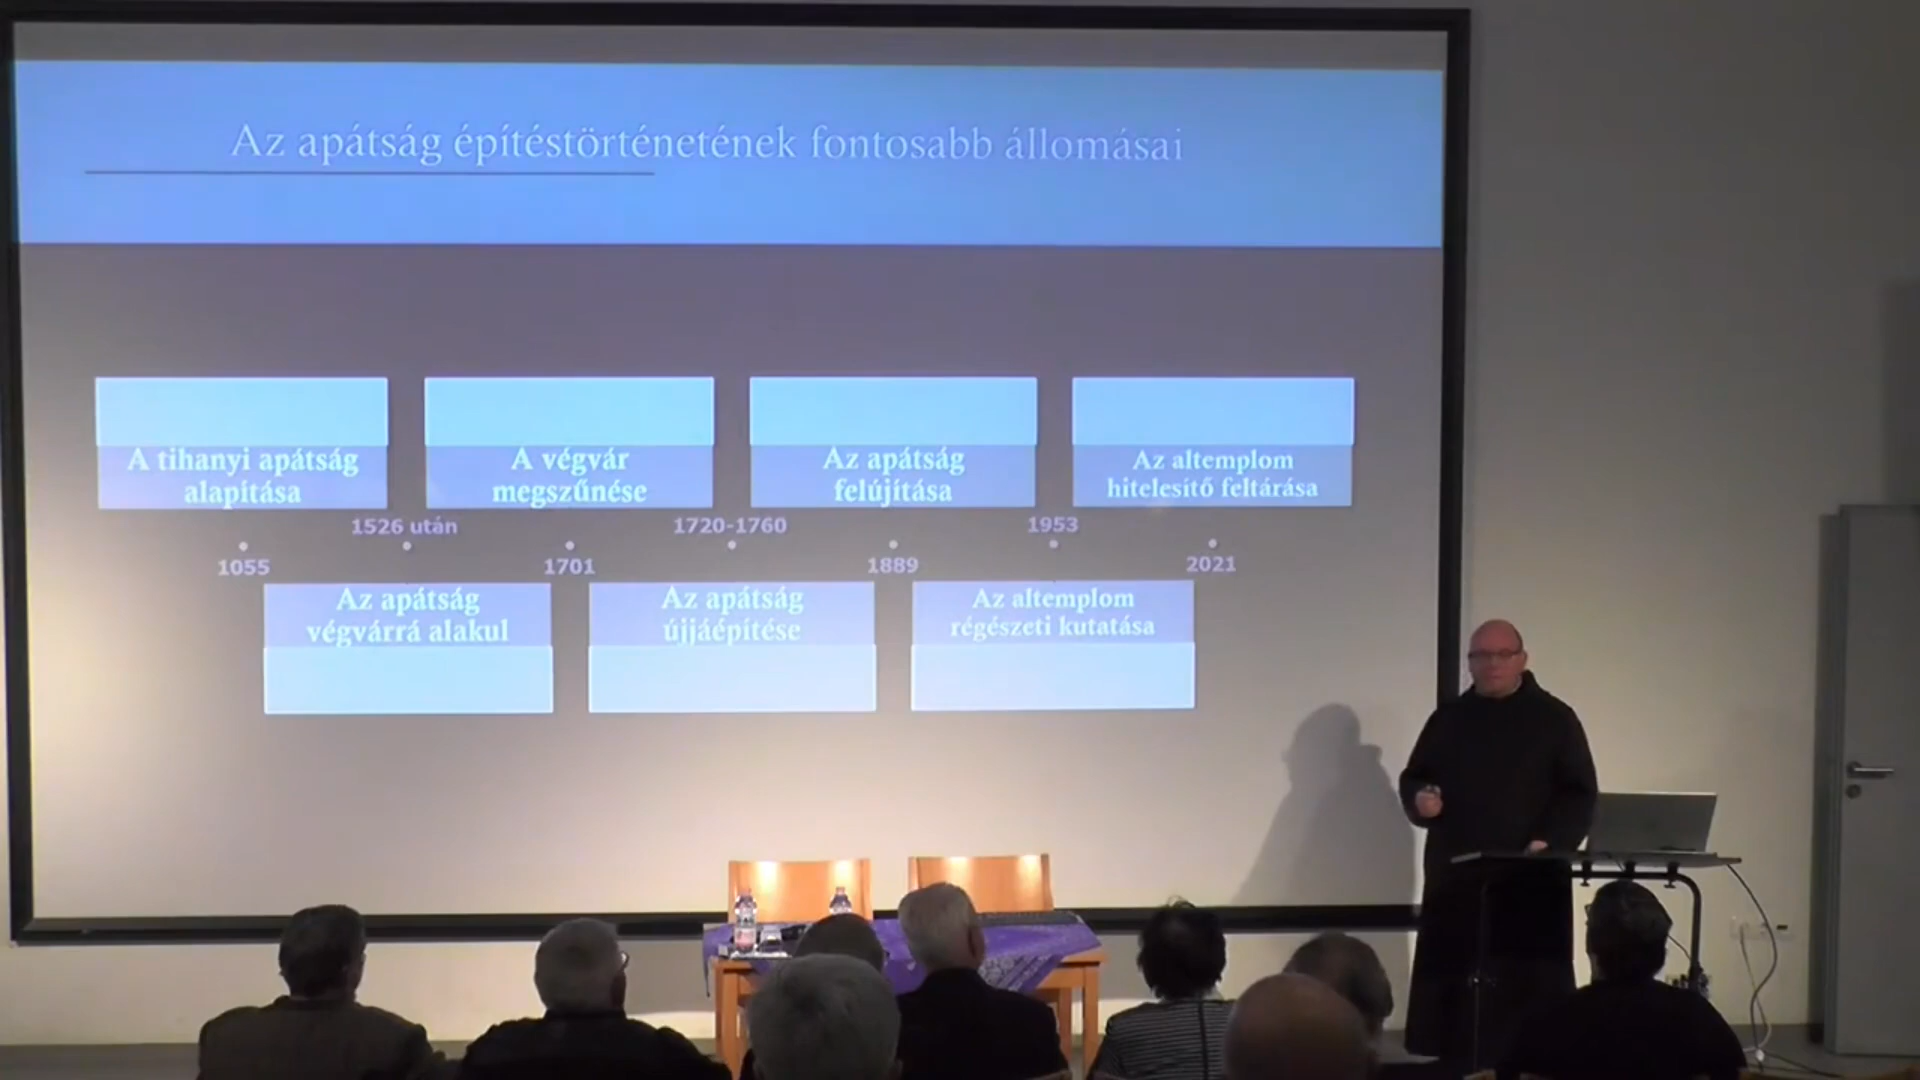 Az apátság építéstörténetének fontosabb állomásai
A tihanyi apátság
alapítása
A végvár
megszűnése
Az apátság
felújítása
Az altemplom
hitelesítő feltárása
1526 után
1720-1760
1953
1055
1701
1889
2021
Az apátság
végvárrá alakul
Az apátság
újjáépítése
Az altemplom
régészeti kutatása